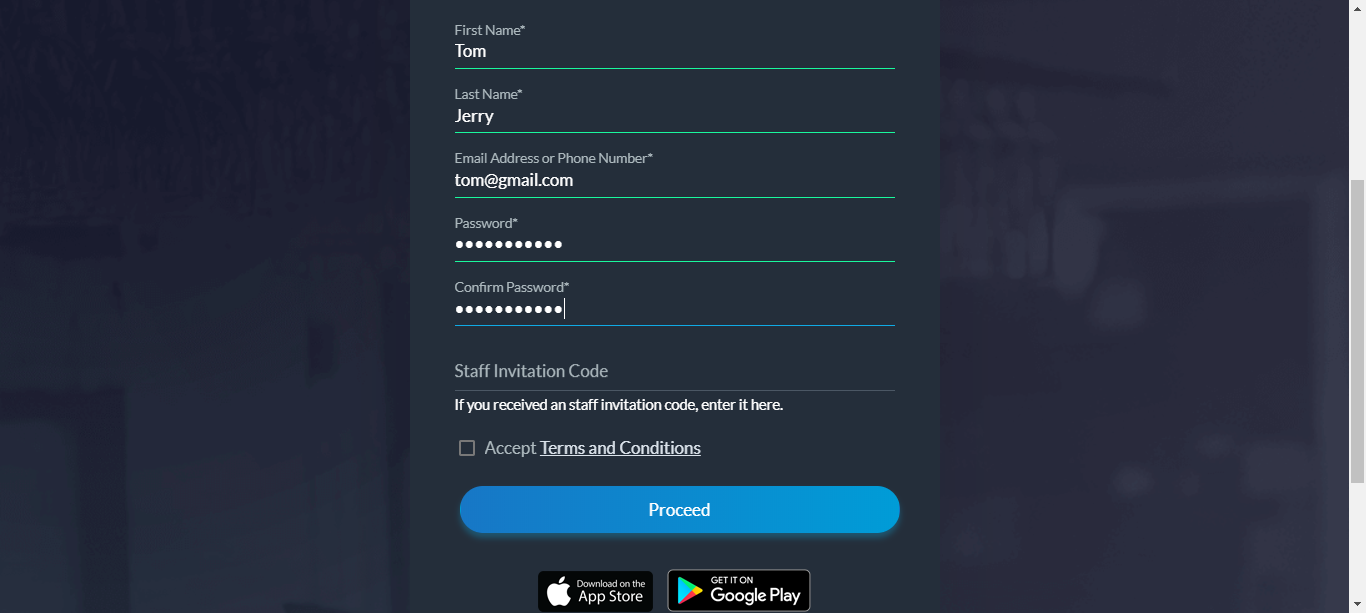 First Name*
Tom
Last Name*
Jerry
Email Address or Phone Number*
tom@gmail.com
Password*
●●●●●●●●●●●
Confirm Password*
●●●●●●●●●●●
Staff Invitation Code
If you received an staff invitation code, enter it here.
Accept Terms and Conditions
Proceed
Download on the
App Store
GET IT ON
Google Play